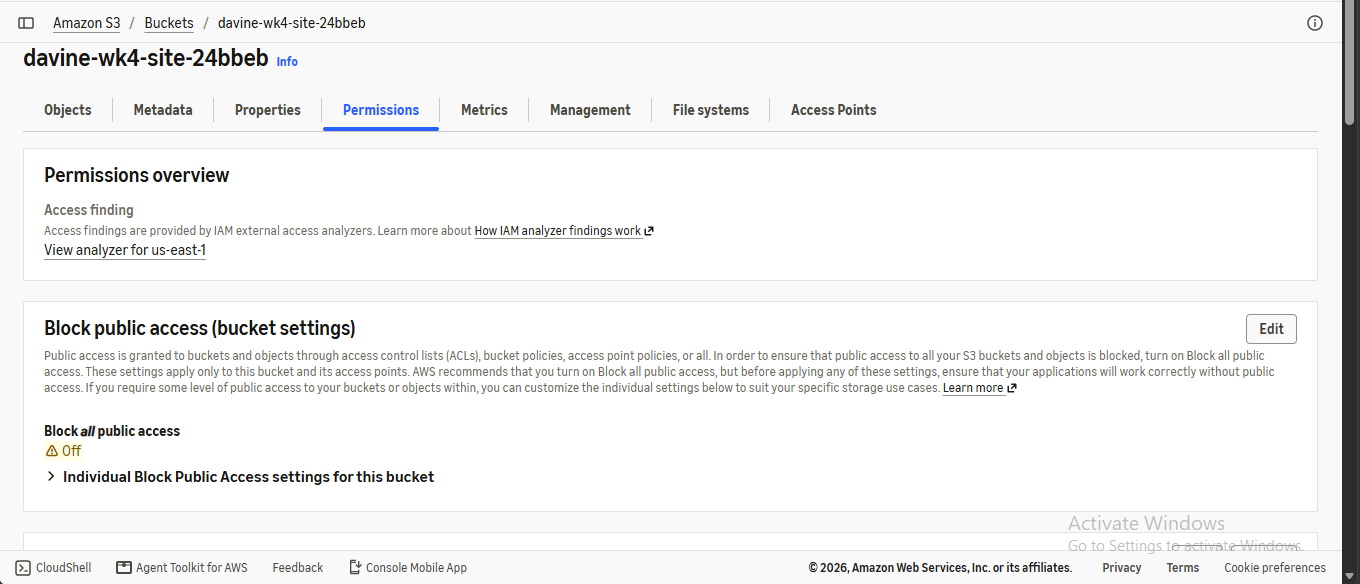 Amazon S3 / Buckets / davine-wk4-site-24bbeb
davine-wk4-site-24bbeb Info
Objects Metadata Properties Permissions Metrics Management File systems Access Points
Permissions overview
Access finding
Access findings are provided by IAM external access analyzers. Learn more about How IAM analyzer findings work
View analyzer for us-east-1
Block public access (bucket settings)
Edit
Public access is granted to buckets and objects through access control lists (ACLs), bucket policies, access point policies, or all. In order to ensure that public access to all your S3 buckets and objects is blocked, turn on Block all public
access. These settings apply only to this bucket and its access points. AWS recommends that you turn on Block all public access, but before applying any of these settings, ensure that your applications will work correctly without public
access. If you require some level of public access to your buckets or objects within, you can customize the individual settings below to suit your specific storage use cases. Learn more
Block all public access
Off
Individual Block Public Access settings for this bucket
Activate Windows
Go to Settings to activate Windows.
CloudShell Agent Toolkit for AWS Feedback Console Mobile App © 2026, Amazon Web Services, Inc. or its affiliates. Privacy Terms Cookie preferences